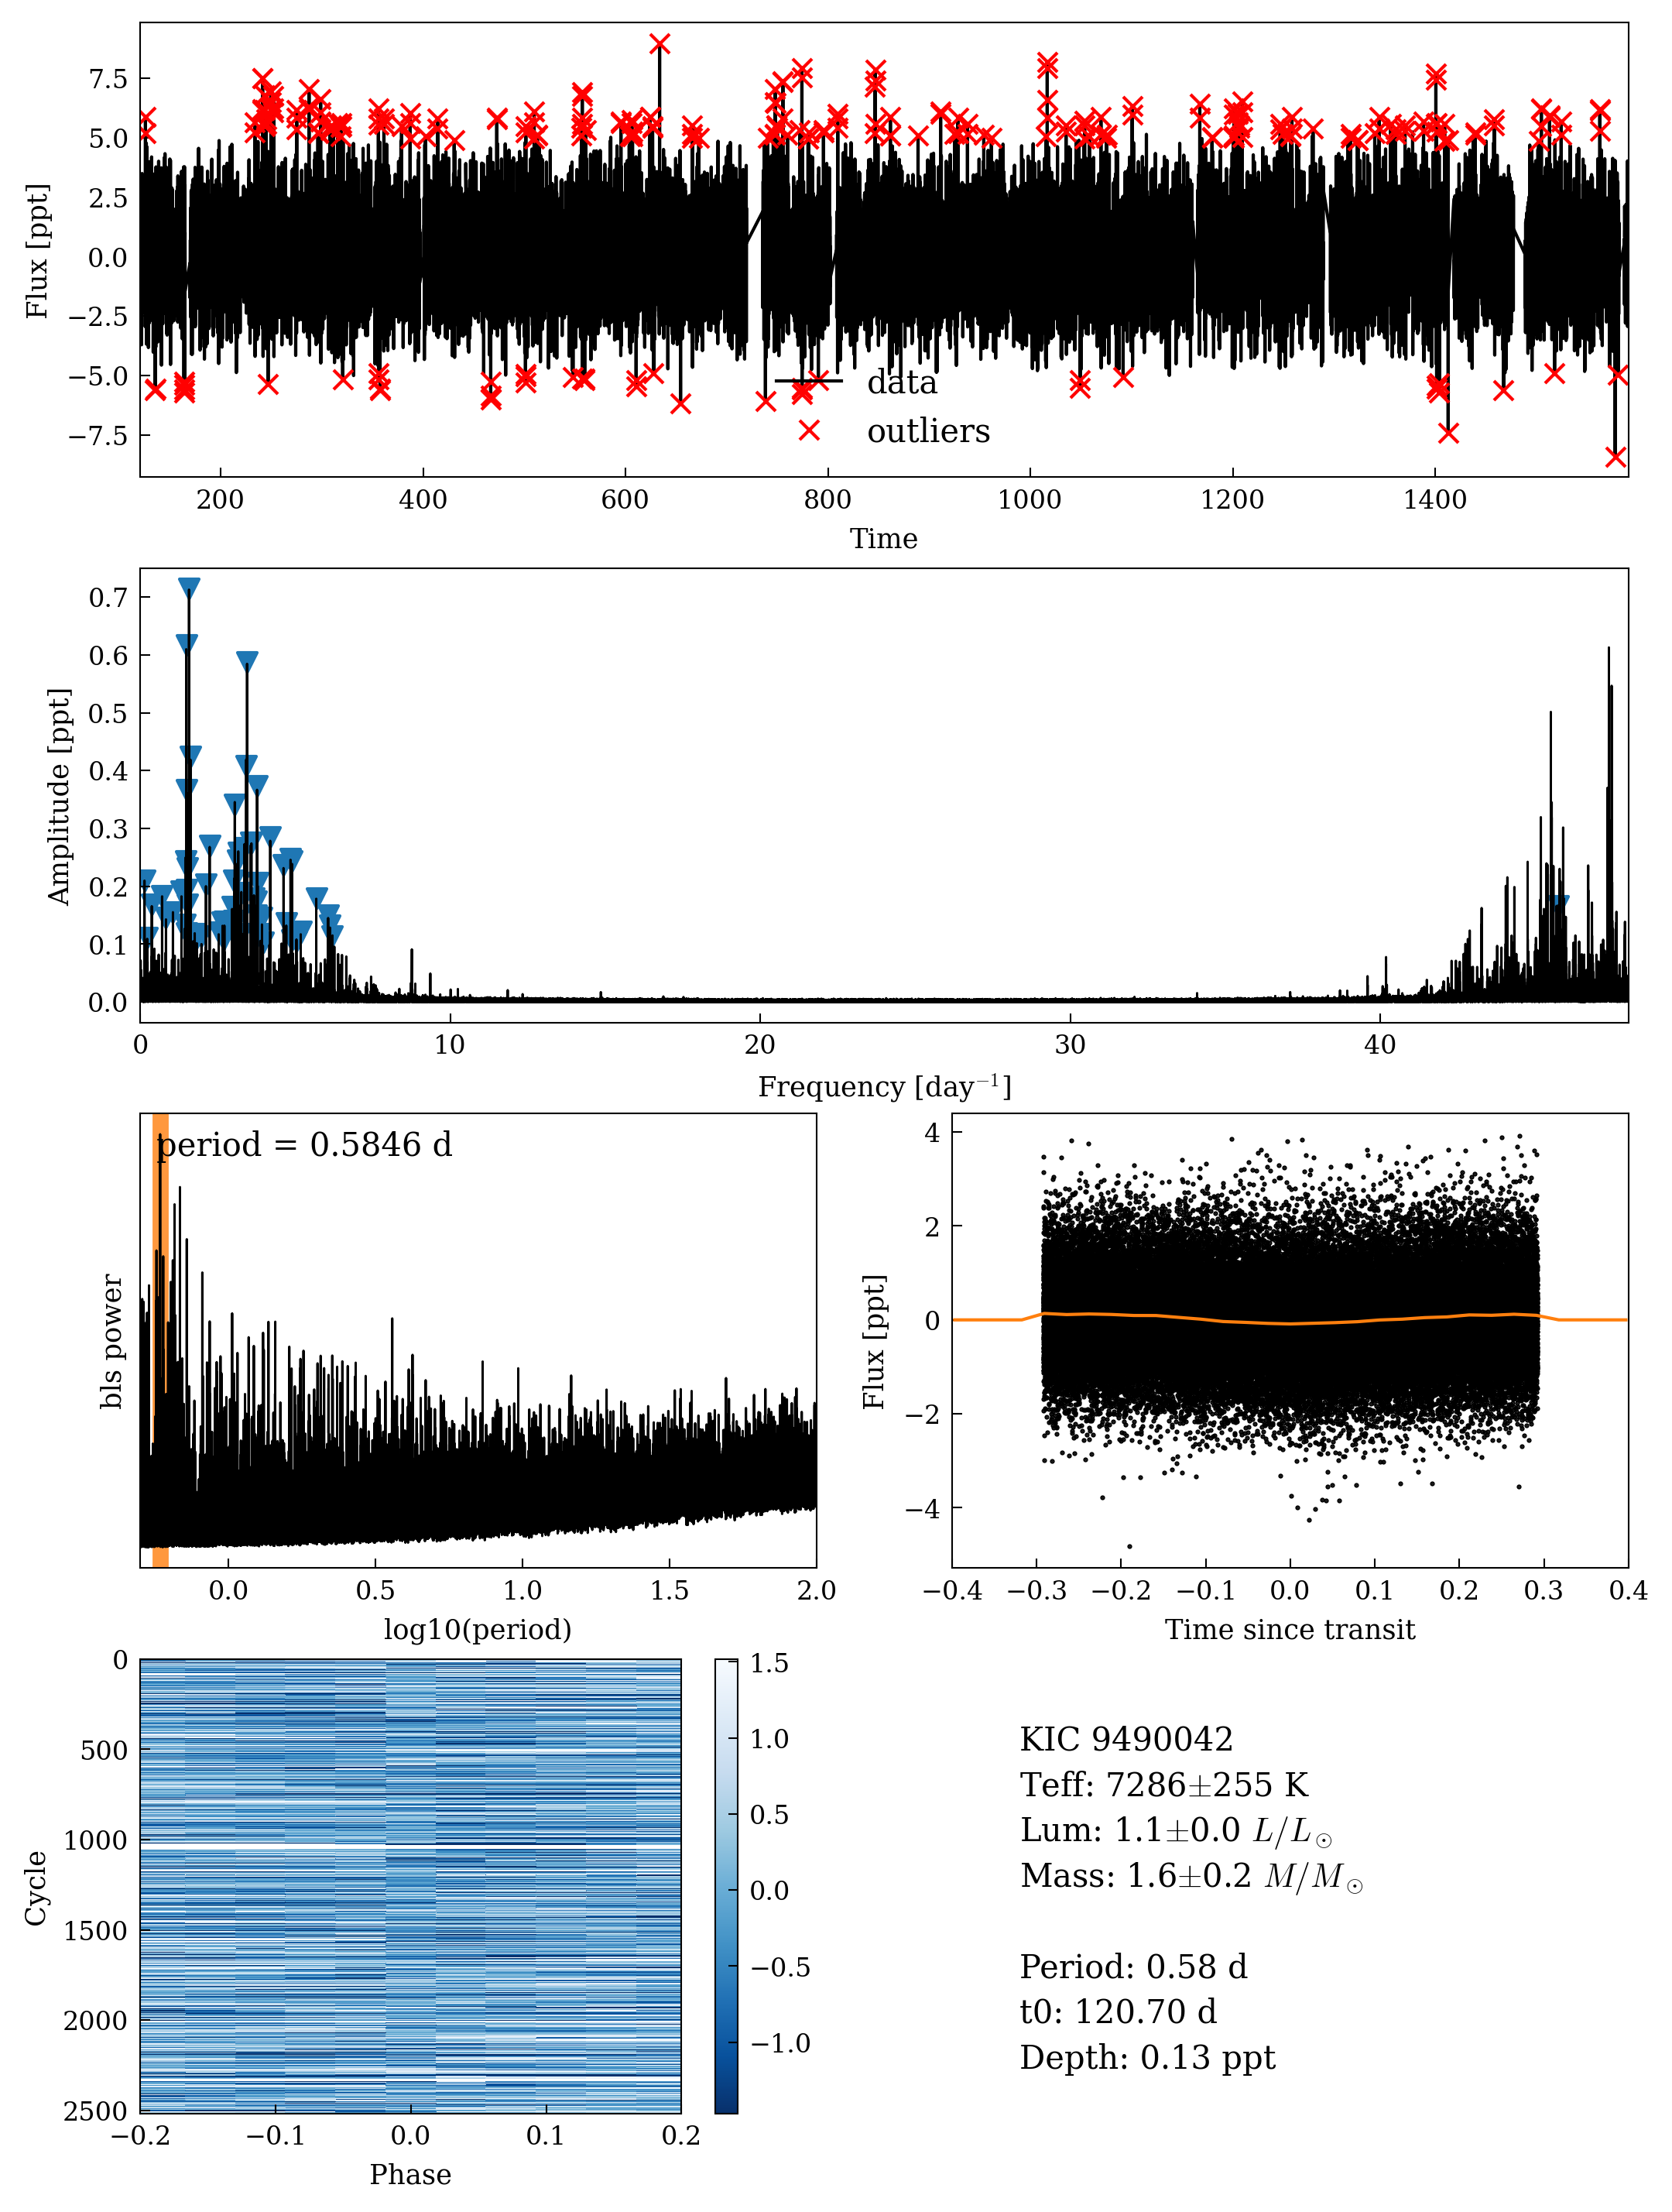 7.5
5.0
2.5
0.0
−2.5
−5.0
−7.5
Flux [ppt]
data
outliers
200 400 600 800 1000 1200 1400
Time
0.7
0.6
0.5
0.4
0.3
0.2
0.1
0.0
Amplitude [ppt]
0 10 20 30 40
Frequency [day⁻¹]
period = 0.5846 d
bls power
0.0 0.5 1.0 1.5 2.0
log10(period)
4
2
0
−2
−4
Flux [ppt]
−0.4 −0.3 −0.2 −0.1 0.0 0.1 0.2 0.3 0.4
Time since transit
0
500
1000
1500
2000
2500
Cycle
−0.2 −0.1 0.0 0.1 0.2
Phase
1.5
1.0
0.5
0.0
−0.5
−1.0
KIC 9490042
Teff: 7286±255 K
Lum: 1.1±0.0 L/L⊙
Mass: 1.6±0.2 M/M⊙
Period: 0.58 d
t0: 120.70 d
Depth: 0.13 ppt